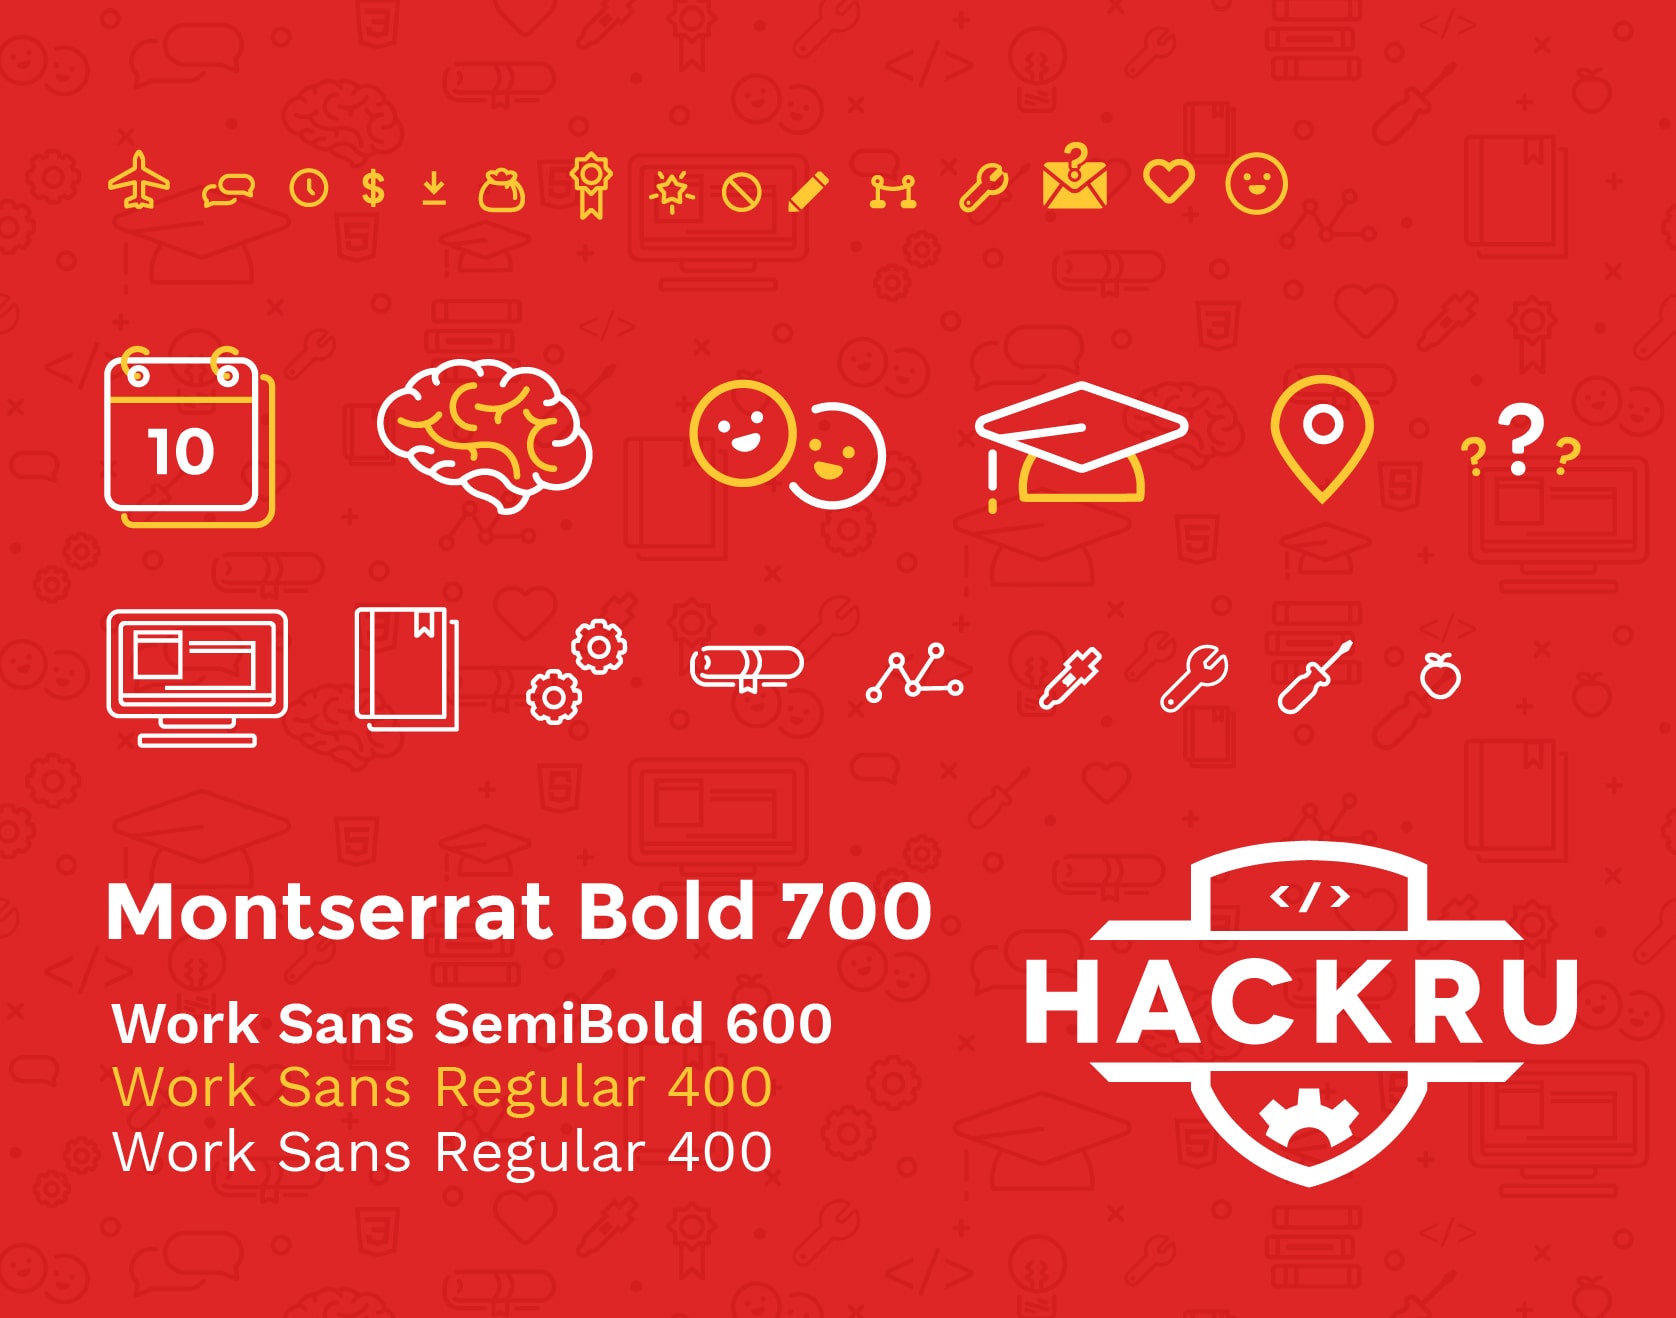 $
?
10
? ? ?
Montserrat Bold 700
Work Sans SemiBold 600
Work Sans Regular 400
Work Sans Regular 400
</>
HACKRU